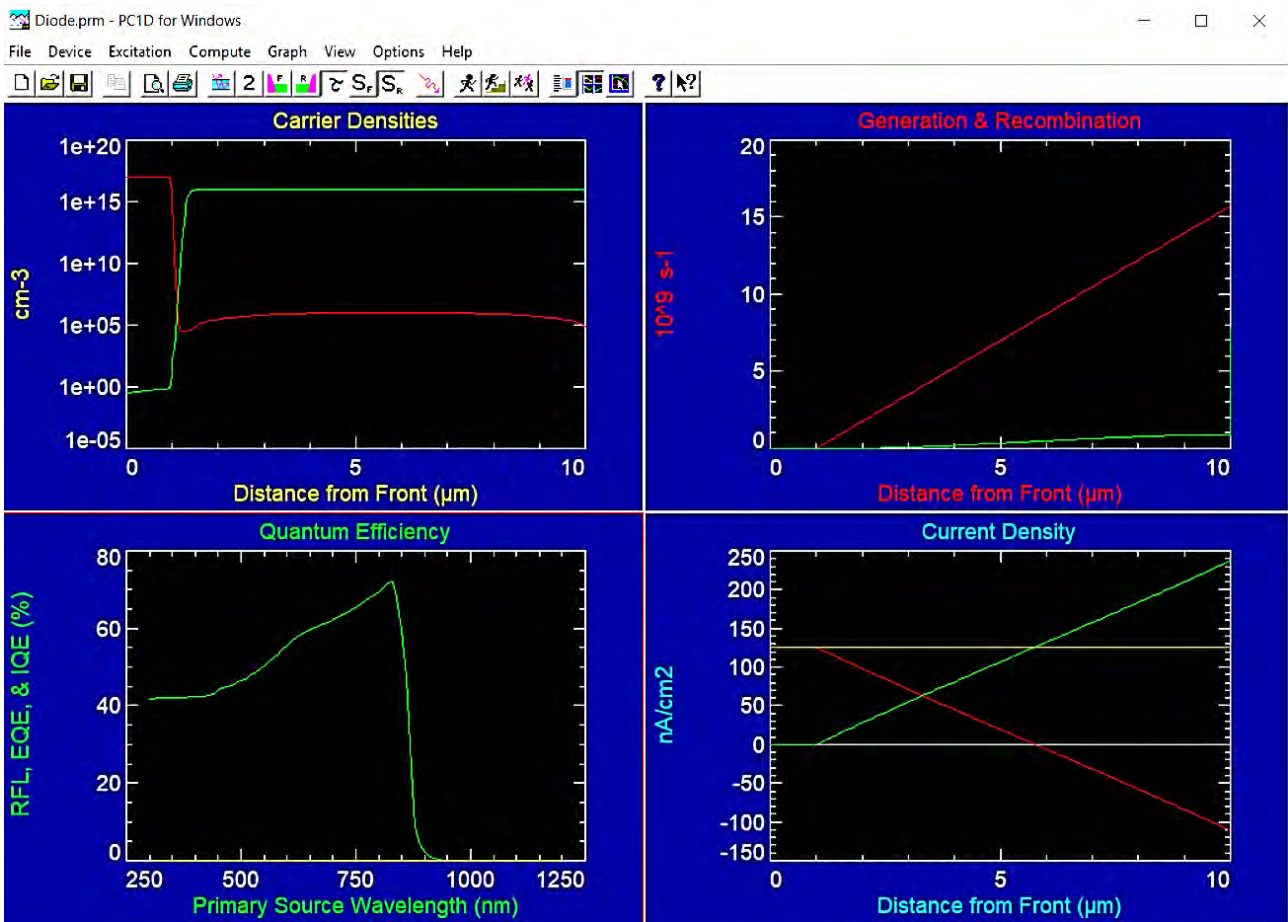 Diode.prm - PC1D for Windows
File Device Excitation Compute Graph View Options Help
2 F R τ SF SR ? ?
Carrier Densities
1e+20
1e+15
1e+10
1e+05
1e+00
1e-05
cm-3
0 5 10
Distance from Front (µm)
Generation & Recombination
20
15
10
5
0
10^9 s-1
0 5 10
Distance from Front (µm)
Quantum Efficiency
80
60
40
20
0
RFL, EQE, & IQE (%)
250 500 750 1000 1250
Primary Source Wavelength (nm)
Current Density
250
200
150
100
50
0
-50
-100
-150
nA/cm2
0 5 10
Distance from Front (µm)